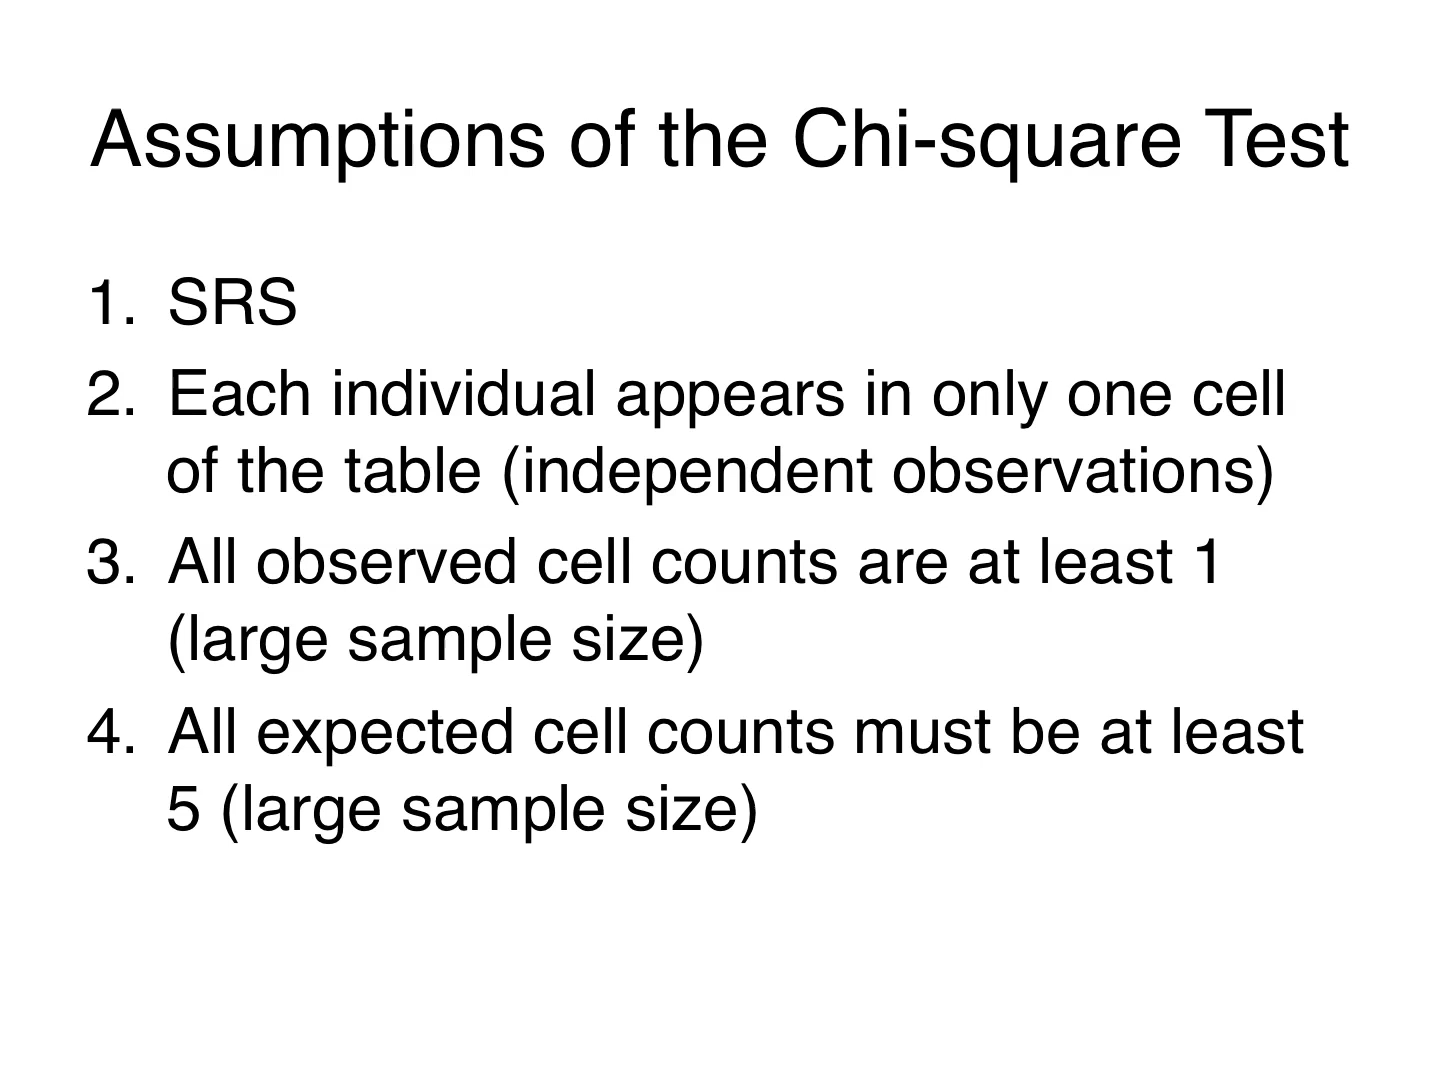 Assumptions of the Chi-square Test
1. SRS
2. Each individual appears in only one cell
of the table (independent observations)
3. All observed cell counts are at least 1
(large sample size)
4. All expected cell counts must be at least
5 (large sample size)